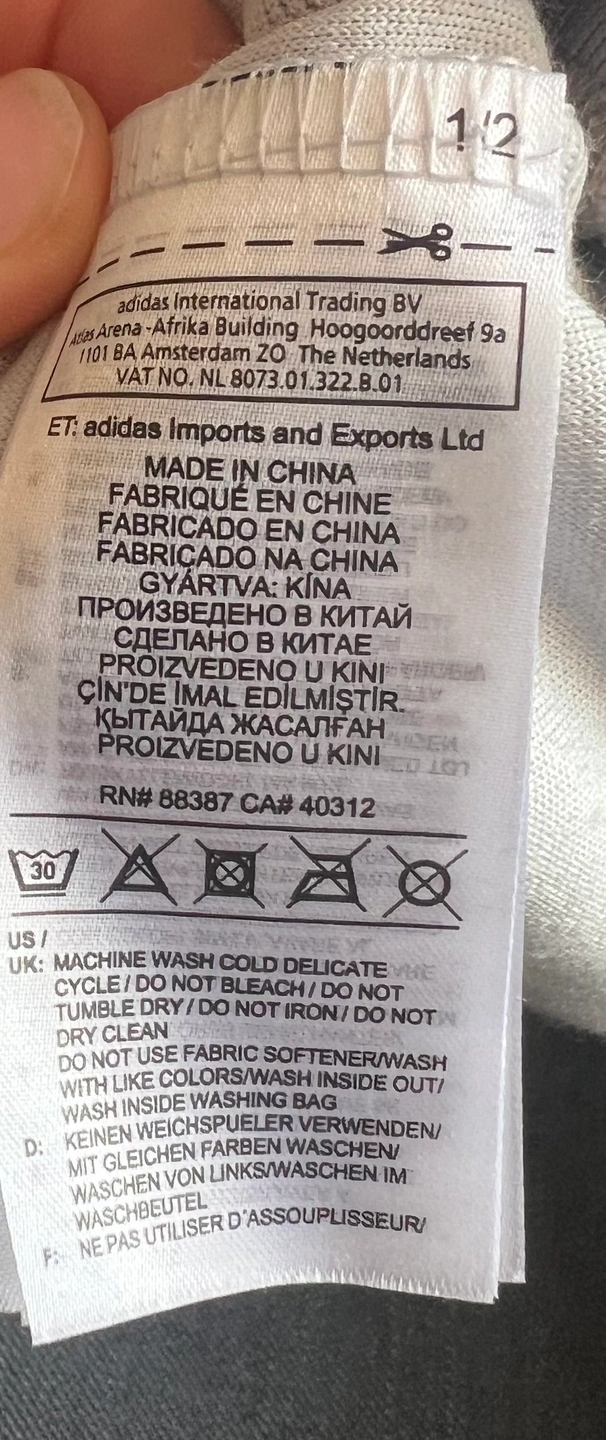 1/2
adidas International Trading BV
Atlas Arena-Afrika Building Hoogoorddreef 9a
1101 BA Amsterdam ZO The Netherlands
VAT NO. NL 8073.01.322.B.01
ET: adidas Imports and Exports Ltd
MADE IN CHINA
FABRIQUÉ EN CHINE
FABRICADO EN CHINA
FABRICADO NA CHINA
GYÁRTVA: KÍNA
ПРОИЗВЕДЕНО В КИТАЙ
СДЕЛАНО В КИТАЕ
PROIZVEDENO U KINI
ÇİN'DE İMAL EDİLMİŞTİR.
ҚЫТАЙДА ЖАСАЛҒАН
PROIZVEDENO U KINI
RN# 88387 CA# 40312
30
US /
UK: MACHINE WASH COLD DELICATE
CYCLE / DO NOT BLEACH / DO NOT
TUMBLE DRY / DO NOT IRON / DO NOT
DRY CLEAN
DO NOT USE FABRIC SOFTENER/WASH
WITH LIKE COLORS/WASH INSIDE OUT/
WASH INSIDE WASHING BAG
D: KEINEN WEICHSPUELER VERWENDEN/
MIT GLEICHEN FARBEN WASCHEN/
WASCHEN VON LINKS/WASCHEN IM
WASCHBEUTEL
F: NE PAS UTILISER D'ASSOUPLISSEUR/